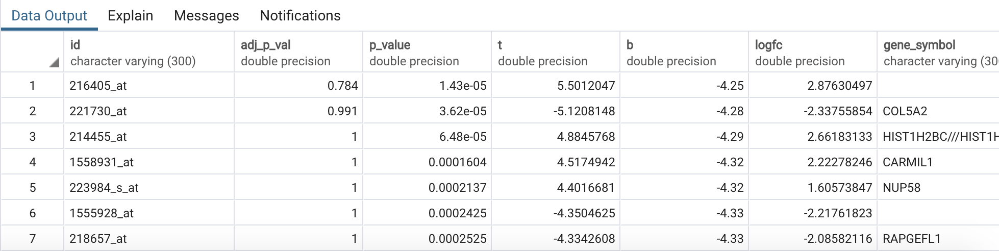 Data Output Explain Messages Notifications
id adj_p_val p_value t b logfc gene_symbol
character varying (300) double precision double precision double precision double precision double precision character varying (30
1 216405_at 0.784 1.43e-05 5.5012047 -4.25 2.87630497
2 221730_at 0.991 3.62e-05 -5.1208148 -4.28 -2.33755854 COL5A2
3 214455_at 1 6.48e-05 4.8845768 -4.29 2.66183133 HIST1H2BC///HIST1H
4 1558931_at 1 0.0001604 4.5174942 -4.32 2.22278246 CARMIL1
5 223984_s_at 1 0.0002137 4.4016681 -4.32 1.60573847 NUP58
6 1555928_at 1 0.0002425 -4.3504625 -4.33 -2.21761823
7 218657_at 1 0.0002525 -4.3342608 -4.33 -2.08582116 RAPGEFL1